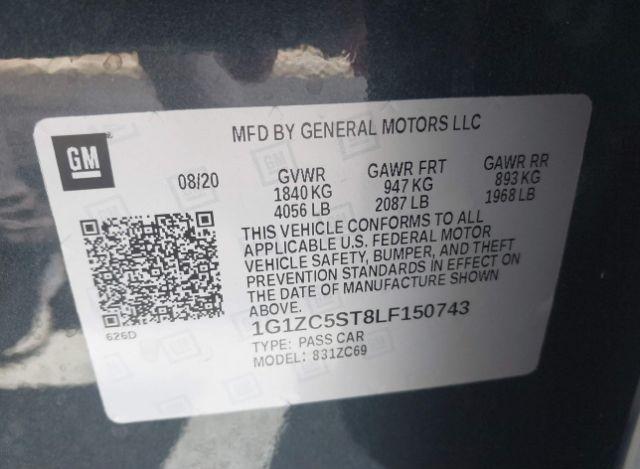 MFD BY GENERAL MOTORS LLC
GM
08/20
GVWR
1840 KG
4056 LB
GAWR FRT
947 KG
2087 LB
GAWR RR
893 KG
1968 LB
THIS VEHICLE CONFORMS TO ALL
APPLICABLE U.S. FEDERAL MOTOR
VEHICLE SAFETY, BUMPER, AND THEFT
PREVENTION STANDARDS IN EFFECT ON
THE DATE OF MANUFACTURE SHOWN
ABOVE.
626D
1G1ZC5ST8LF150743
TYPE: PASS CAR
MODEL: 831ZC69